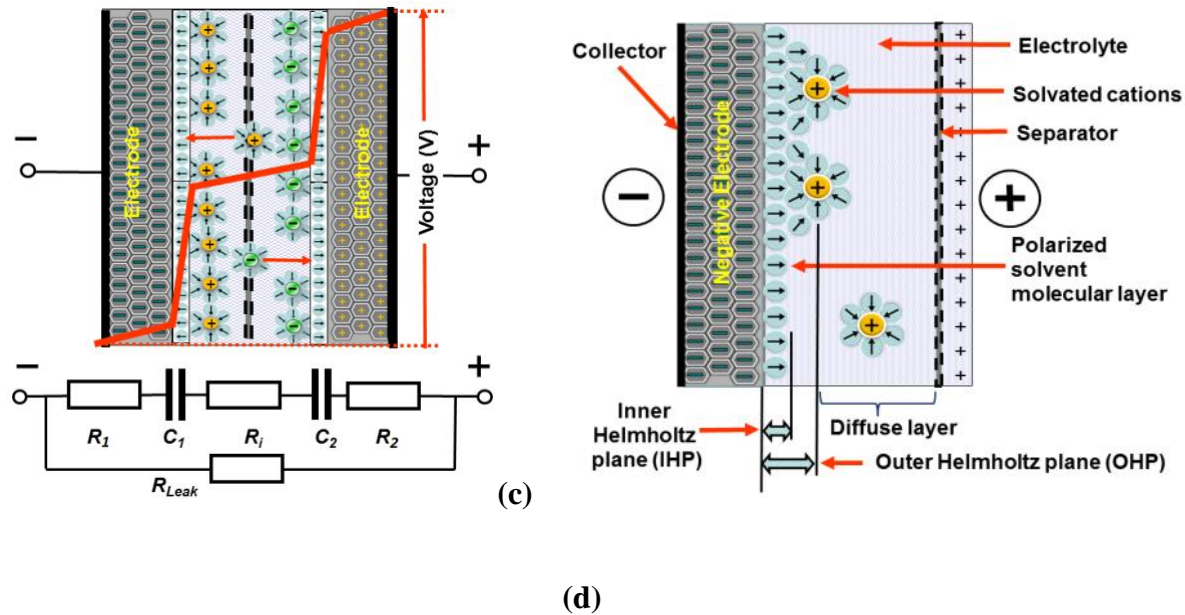 Electrode
Electrode
Voltage (V)
−
+
−
+
R1
C1
Ri
C2
R2
RLeak
(c)
Collector
Negative Electrode
Electrolyte
Solvated cations
Separator
−
+
Polarized
solvent
molecular layer
Inner
Helmholtz
plane (IHP)
Diffuse layer
Outer Helmholtz plane (OHP)
(d)